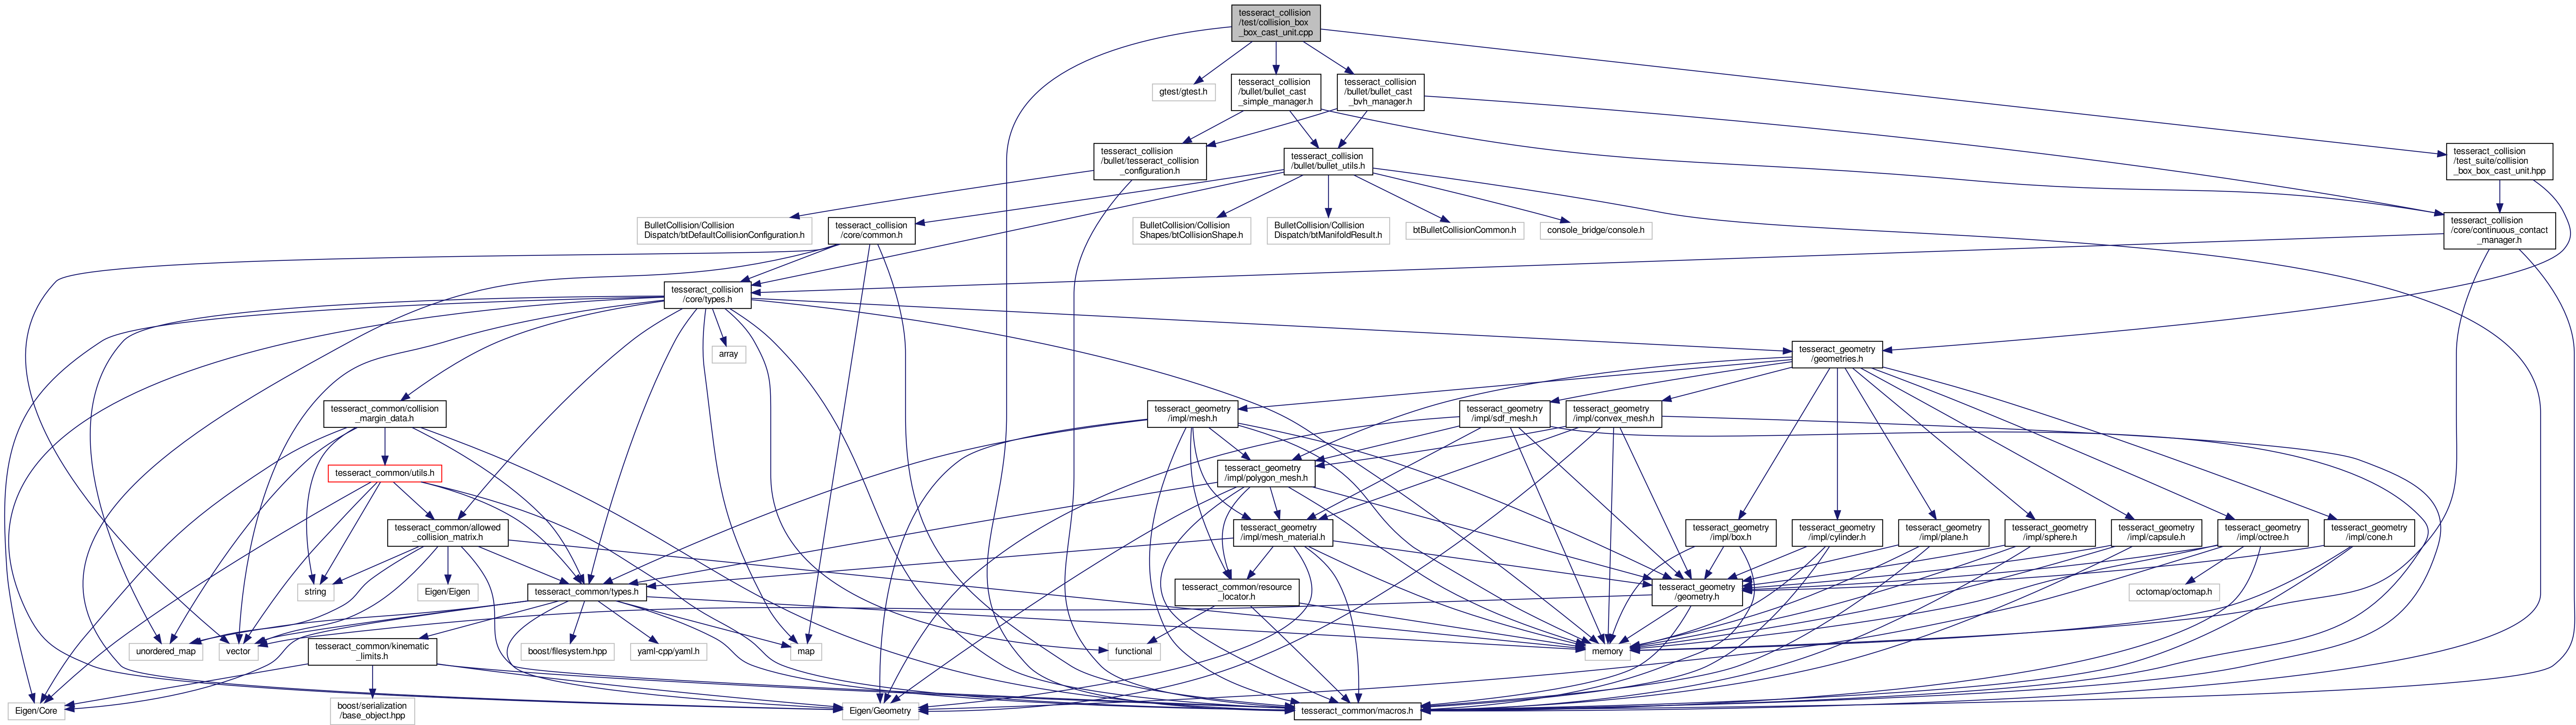 tesseract_collision
/test/collision_box
_box_cast_unit.cpp
gtest/gtest.h
tesseract_collision
/bullet/bullet_cast
_simple_manager.h
tesseract_collision
/bullet/bullet_cast
_bvh_manager.h
tesseract_collision
/bullet/tesseract_collision
_configuration.h
tesseract_collision
/bullet/bullet_utils.h
tesseract_collision
/test_suite/collision
_box_box_cast_unit.hpp
BulletCollision/Collision
Dispatch/btDefaultCollisionConfiguration.h
tesseract_collision
/core/common.h
BulletCollision/Collision
Shapes/btCollisionShape.h
BulletCollision/Collision
Dispatch/btManifoldResult.h
btBulletCollisionCommon.h
console_bridge/console.h
tesseract_collision
/core/continuous_contact
_manager.h
tesseract_collision
/core/types.h
array
tesseract_geometry
/geometries.h
tesseract_common/collision
_margin_data.h
tesseract_geometry
/impl/mesh.h
tesseract_geometry
/impl/sdf_mesh.h
tesseract_geometry
/impl/convex_mesh.h
tesseract_common/utils.h
tesseract_geometry
/impl/polygon_mesh.h
tesseract_common/allowed
_collision_matrix.h
tesseract_geometry
/impl/mesh_material.h
tesseract_geometry
/impl/box.h
tesseract_geometry
/impl/cylinder.h
tesseract_geometry
/impl/plane.h
tesseract_geometry
/impl/sphere.h
tesseract_geometry
/impl/capsule.h
tesseract_geometry
/impl/octree.h
tesseract_geometry
/impl/cone.h
string
Eigen/Eigen
tesseract_common/types.h
tesseract_common/resource
_locator.h
tesseract_geometry
/geometry.h
octomap/octomap.h
unordered_map
vector
tesseract_common/kinematic
_limits.h
boost/filesystem.hpp
yaml-cpp/yaml.h
map
functional
memory
Eigen/Core
boost/serialization
/base_object.hpp
Eigen/Geometry
tesseract_common/macros.h